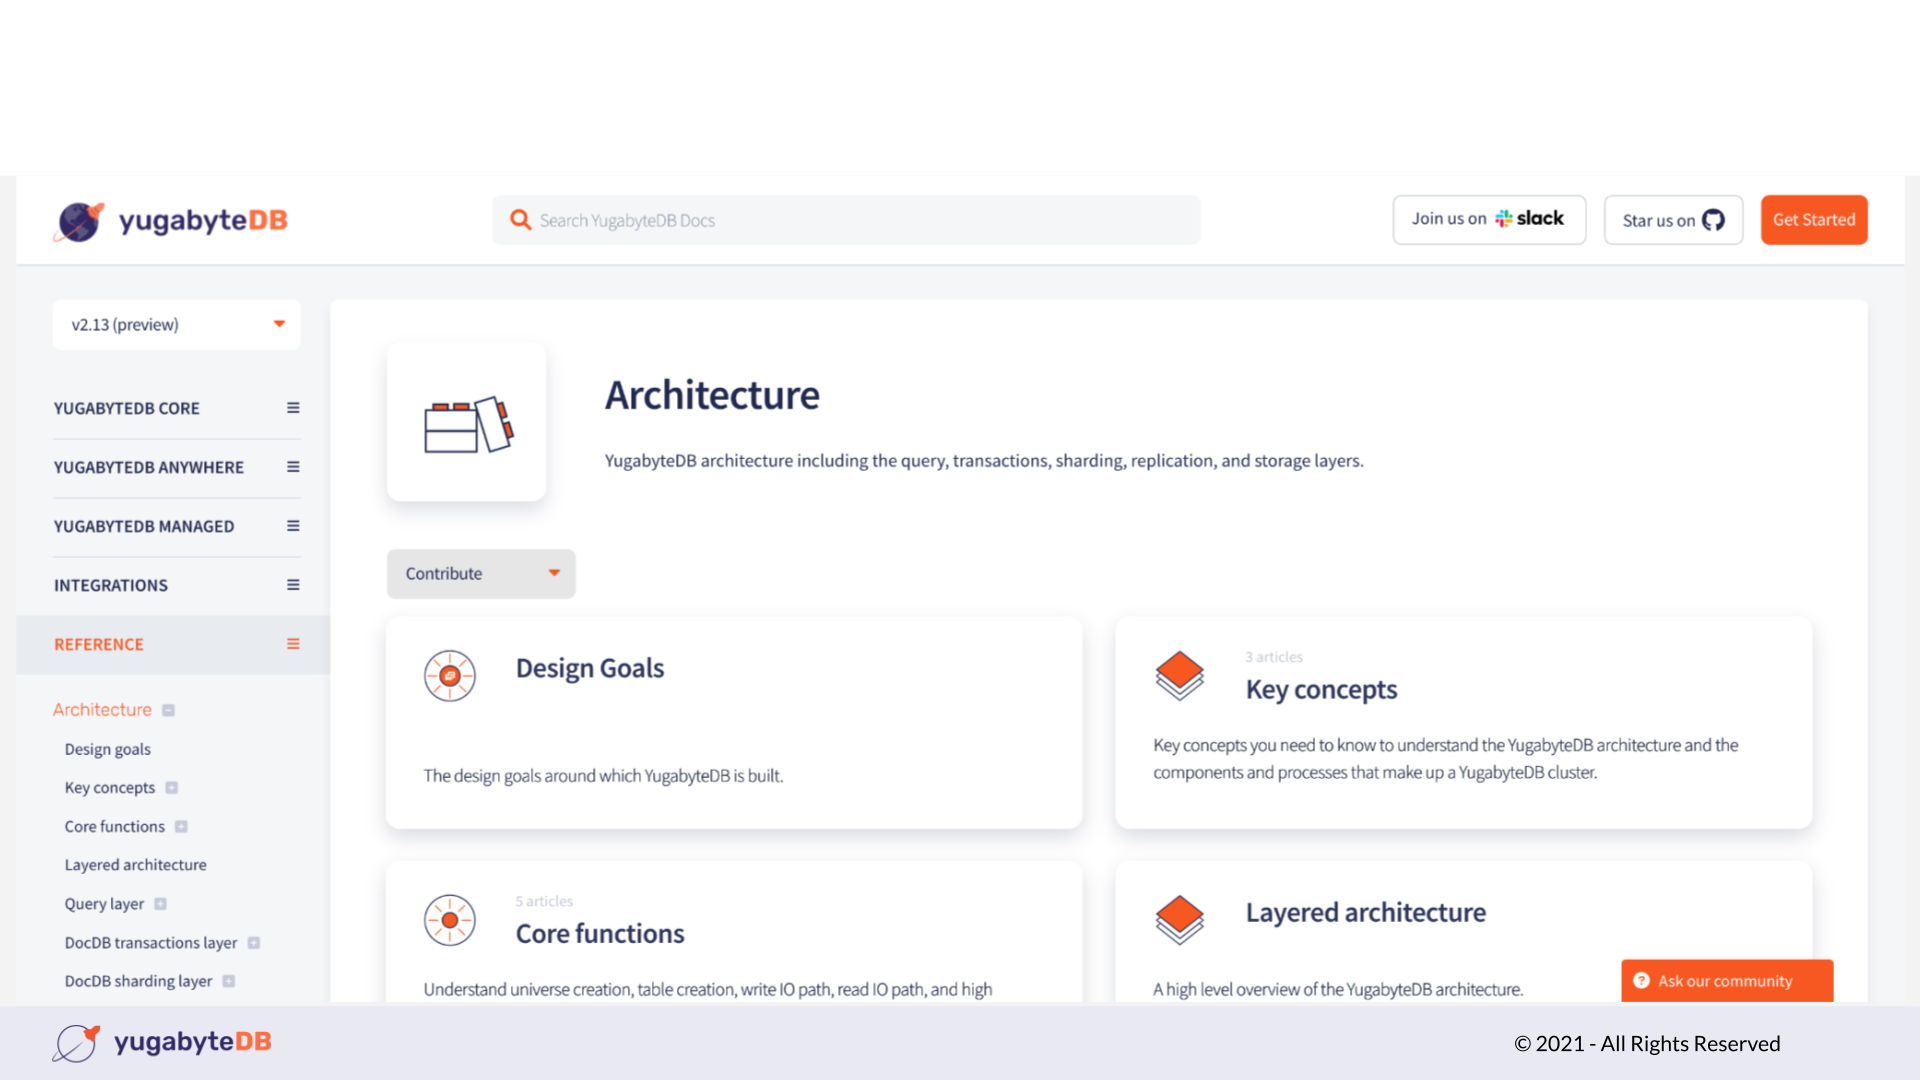 yugabyteDB
Search YugabyteDB Docs
Join us on slack
Star us on
Get Started
v2.13 (preview)
YUGABYTEDB CORE
YUGABYTEDB ANYWHERE
YUGABYTEDB MANAGED
INTEGRATIONS
REFERENCE
Architecture
Design goals
Key concepts
Core functions
Layered architecture
Query layer
DocDB transactions layer
DocDB sharding layer
Architecture
YugabyteDB architecture including the query, transactions, sharding, replication, and storage layers.
Contribute
Design Goals
The design goals around which YugabyteDB is built.
3 articles
Key concepts
Key concepts you need to know to understand the YugabyteDB architecture and the
components and processes that make up a YugabyteDB cluster.
5 articles
Core functions
Understand universe creation, table creation, write IO path, read IO path, and high
Layered architecture
A high level overview of the YugabyteDB architecture.
? Ask our community
yugabyteDB
© 2021 - All Rights Reserved